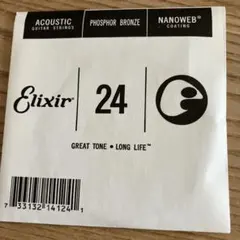 ACOUSTIC
GUITAR STRINGS
PHOSPHOR BRONZE
NANOWEB®
COATING
Elixir
24
GREAT TONE • LONG LIFE™
7 33132 14124 1